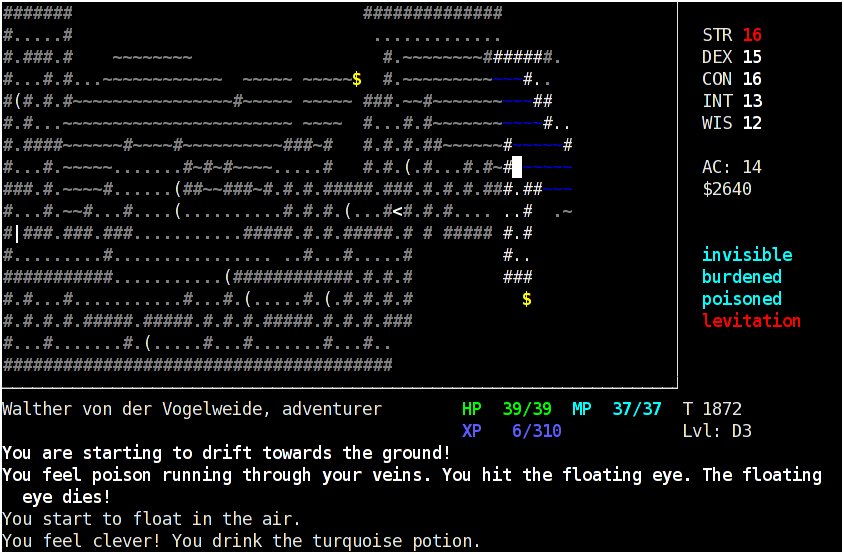 STR 16
DEX 15
CON 16
INT 13
WIS 12
AC: 14
$2640
invisible
burdened
poisoned
levitation
Walther von der Vogelweide, adventurer HP 39/39 MP 37/37 T 1872
XP 6/310 Lvl: D3
You are starting to drift towards the ground!
You feel poison running through your veins. You hit the floating eye. The floating
eye dies!
You start to float in the air.
You feel clever! You drink the turquoise potion.